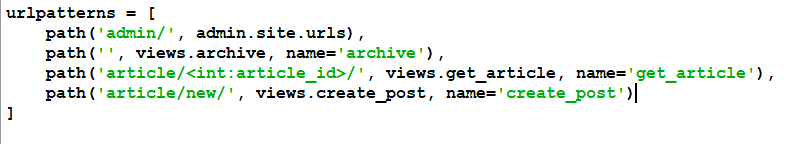 urlpatterns = [
    path('admin/', admin.site.urls),
    path('', views.archive, name='archive'),
    path('article/<int:article_id>/', views.get_article, name='get_article'),
    path('article/new/', views.create_post, name='create_post')
]